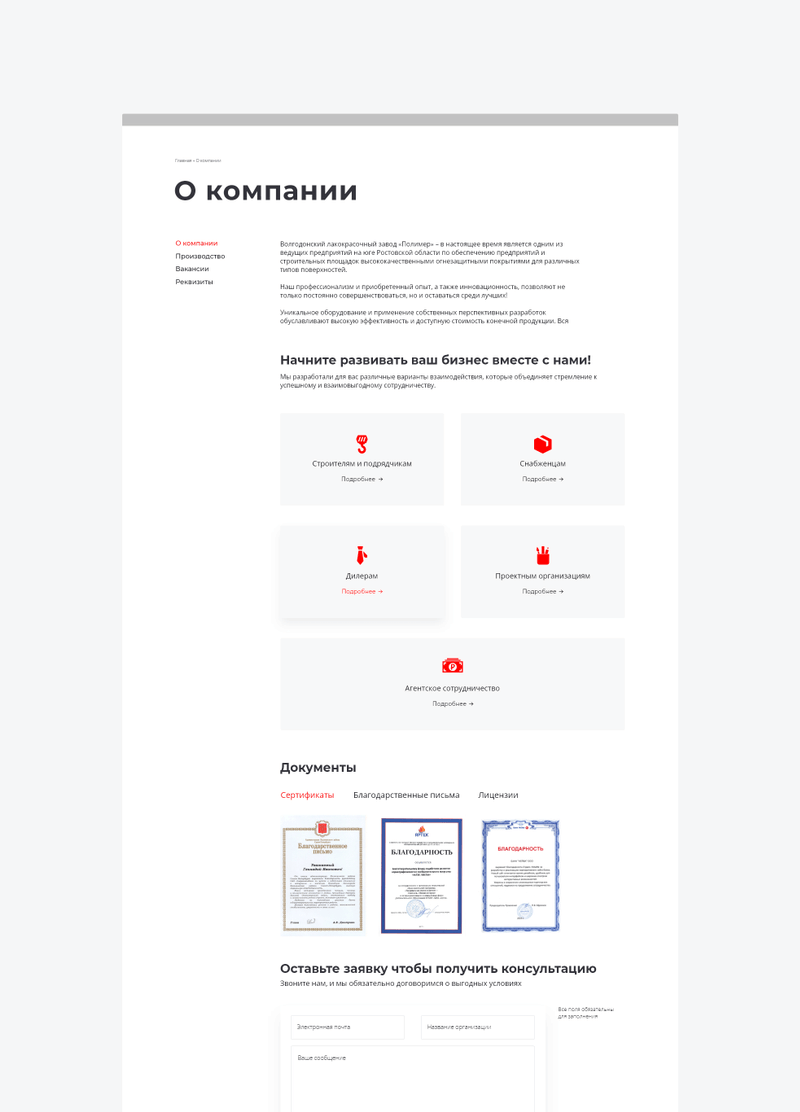 Главная • О компании
О компании
О компании
Производство
Вакансии
Реквизиты
Волгодонский лакокрасочный завод «Полимер» – в настоящее время является одним из
ведущих предприятий на юге Ростовской области по обеспечению предприятий и
строительных площадок высококачественными огнезащитными покрытиями для различных
типов поверхностей.
Наш профессионализм и приобретенный опыт, а также инновационность, позволяют не
только постоянно совершенствоваться, но и оставаться среди лучших!
Уникальное оборудование и применение собственных перспективных разработок
обуславливают высокую эффективность и доступную стоимость конечной продукции. Вся
Начните развивать ваш бизнес вместе с нами!
Мы разработали для вас различные варианты взаимодействия, которые объединяет стремление к
успешному и взаимовыгодному сотрудничеству.
Строителям и подрядчикам
Подробнее →
Снабженцам
Подробнее →
Дилерам
Подробнее →
Проектным организациям
Подробнее →
Агентское сотрудничество
Подробнее →
Документы
Сертификаты Благодарственные письма Лицензии
Благодарственное
письмо
БЛАГОДАРНОСТЬ
БЛАГОДАРНОСТЬ
Оставьте заявку чтобы получить консультацию
Звоните нам, и мы обязательно договоримся о выгодных условиях
Все поля обязательны
для заполнения
Электронная почта
Название организации
Ваше сообщение